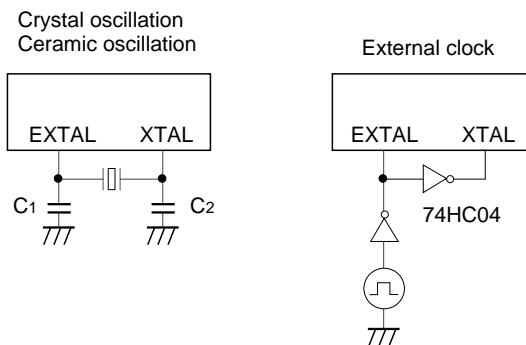 Crystal oscillation
Ceramic oscillation
EXTAL XTAL
C1 C2
External clock
EXTAL XTAL
74HC04